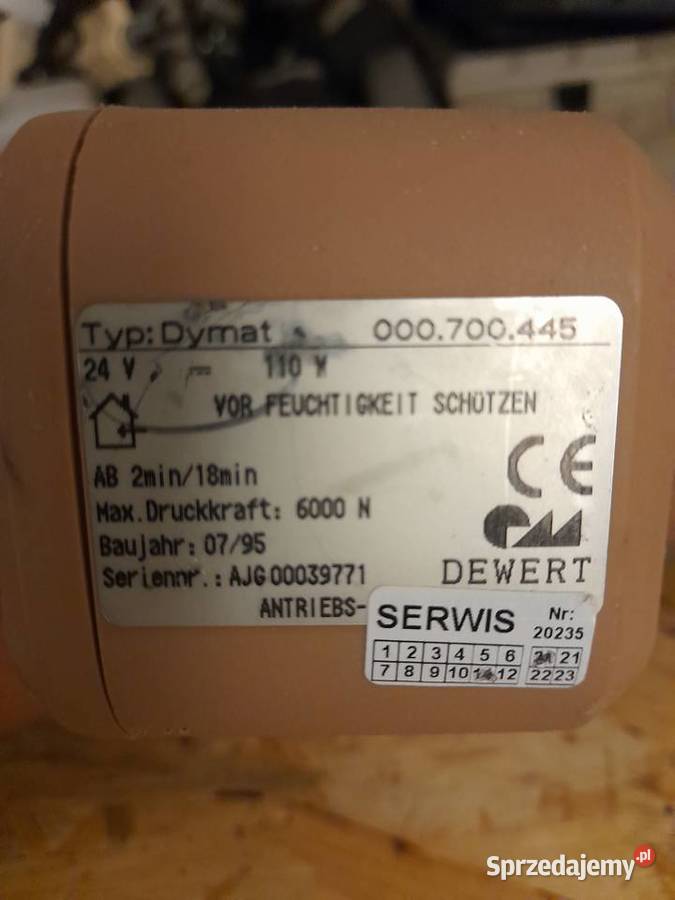 Typ: Dymat 000.700.445
24 V 110 W
VOR FEUCHTIGKEIT SCHÜTZEN
AB 2min/18min
Max. Druckkraft: 6000 N
Baujahr: 07/95
Seriennr.: AJG 00039771
CE
DEWERT
ANTRIEBS-
SERWIS Nr: 20235
1 2 3 4 5 6 21
7 8 9 10 12 22 23
Sprzedajemy.pl